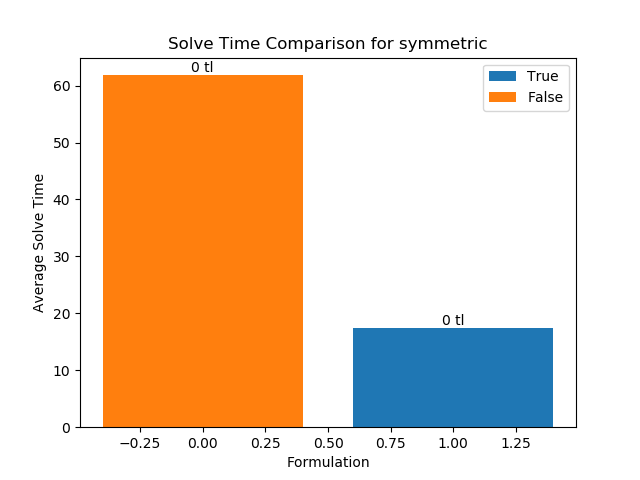 Solve Time Comparison for symmetric
0 tl
0 tl
True
False
Average Solve Time
60
50
40
30
20
10
0
−0.25 0.00 0.25 0.50 0.75 1.00 1.25
Formulation